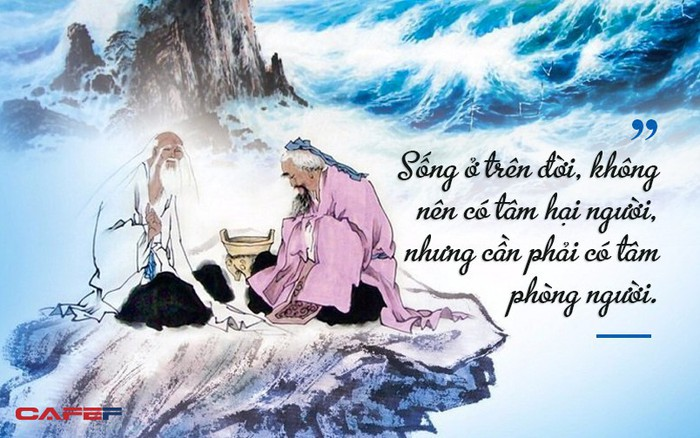 ”
Sống ở trên đời, không
nên có tâm hại người,
nhưng cần phải có tâm
phòng người.
CAFEF